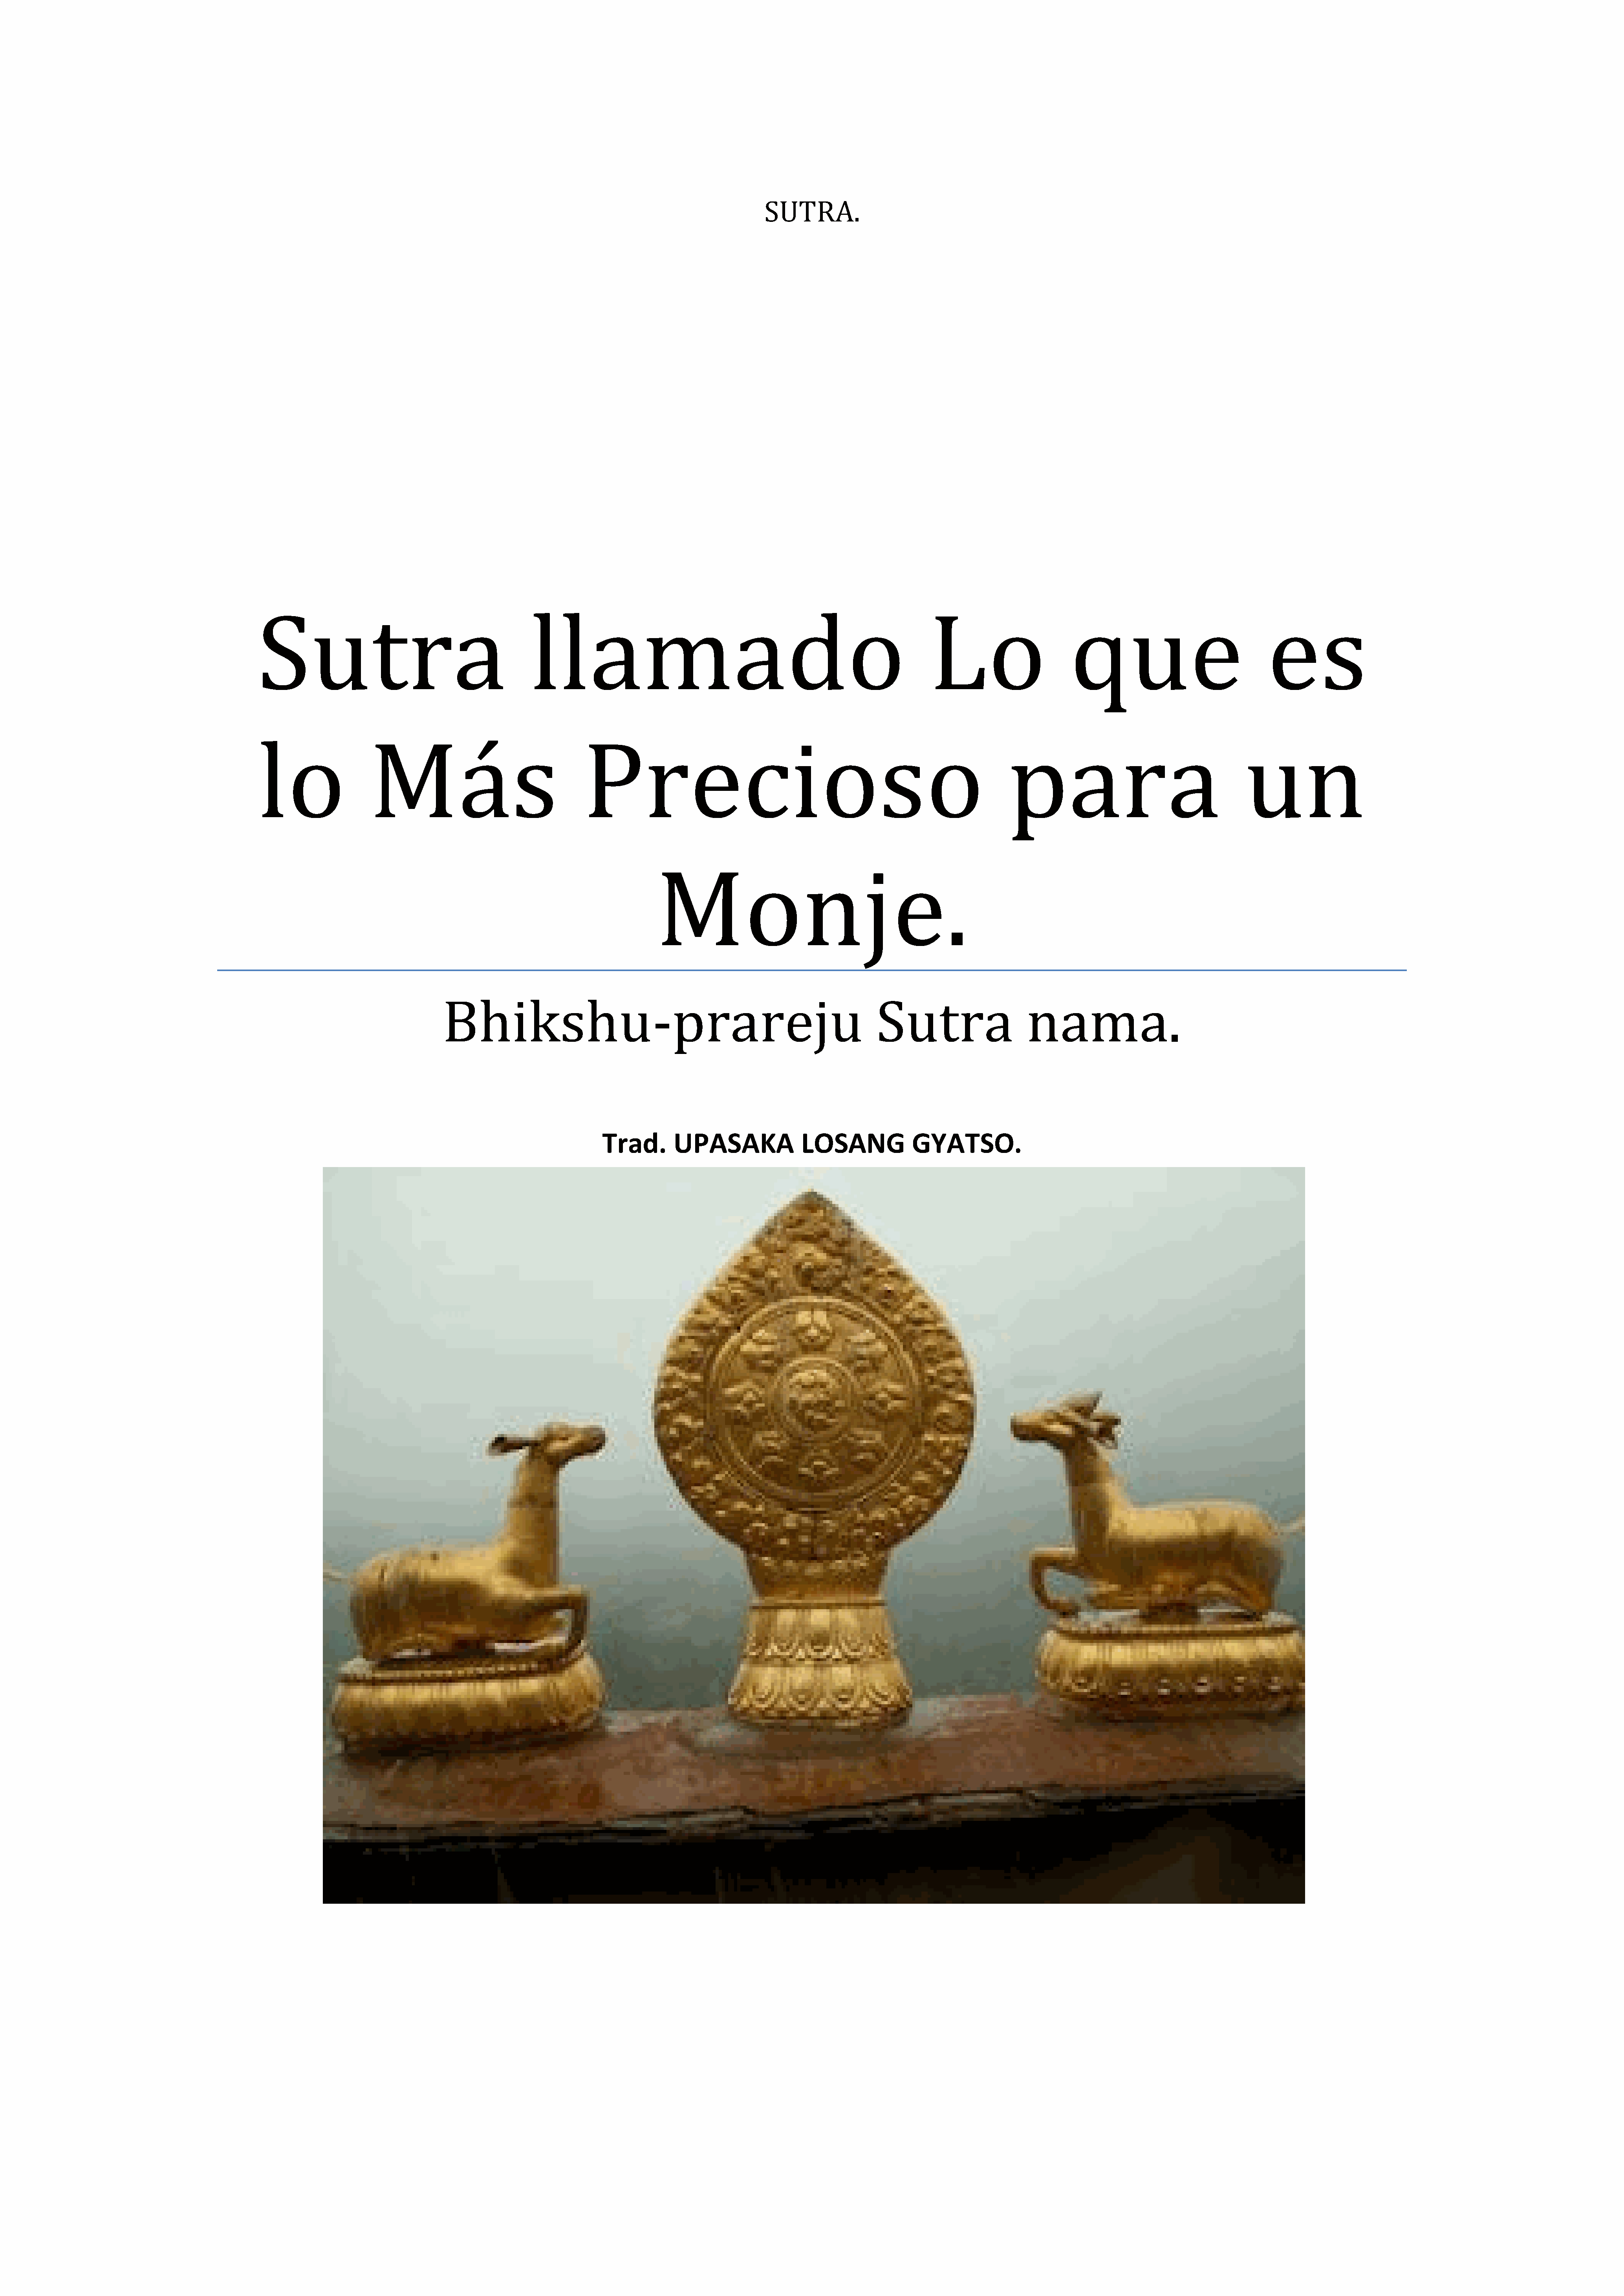 SUTRA.
Sutra llamado Lo que es
lo Más Precioso para un
Monje.
Bhikshu-prareju Sutra nama.
Trad. UPASAKA LOSANG GYATSO.